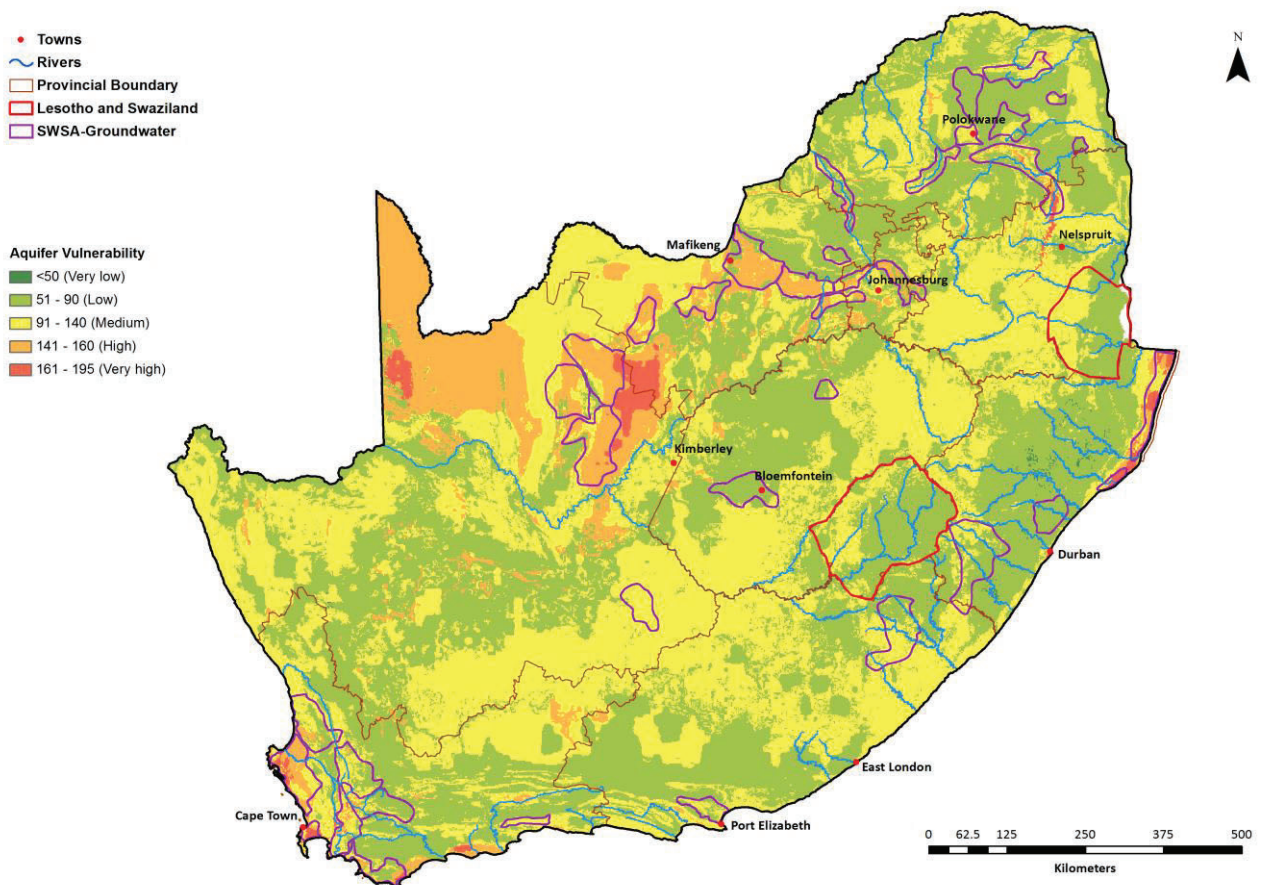 Towns
Rivers
Provincial Boundary
Lesotho and Swaziland
SWSA-Groundwater
Aquifer Vulnerability
<50 (Very low)
51 - 90 (Low)
91 - 140 (Medium)
141 - 160 (High)
161 - 195 (Very high)
N
Polokwane
Nelspruit
Mafikeng
Johannesburg
Kimberley
Bloemfontein
Durban
East London
Cape Town
Port Elizabeth
0 62.5 125 250 375 500
Kilometers